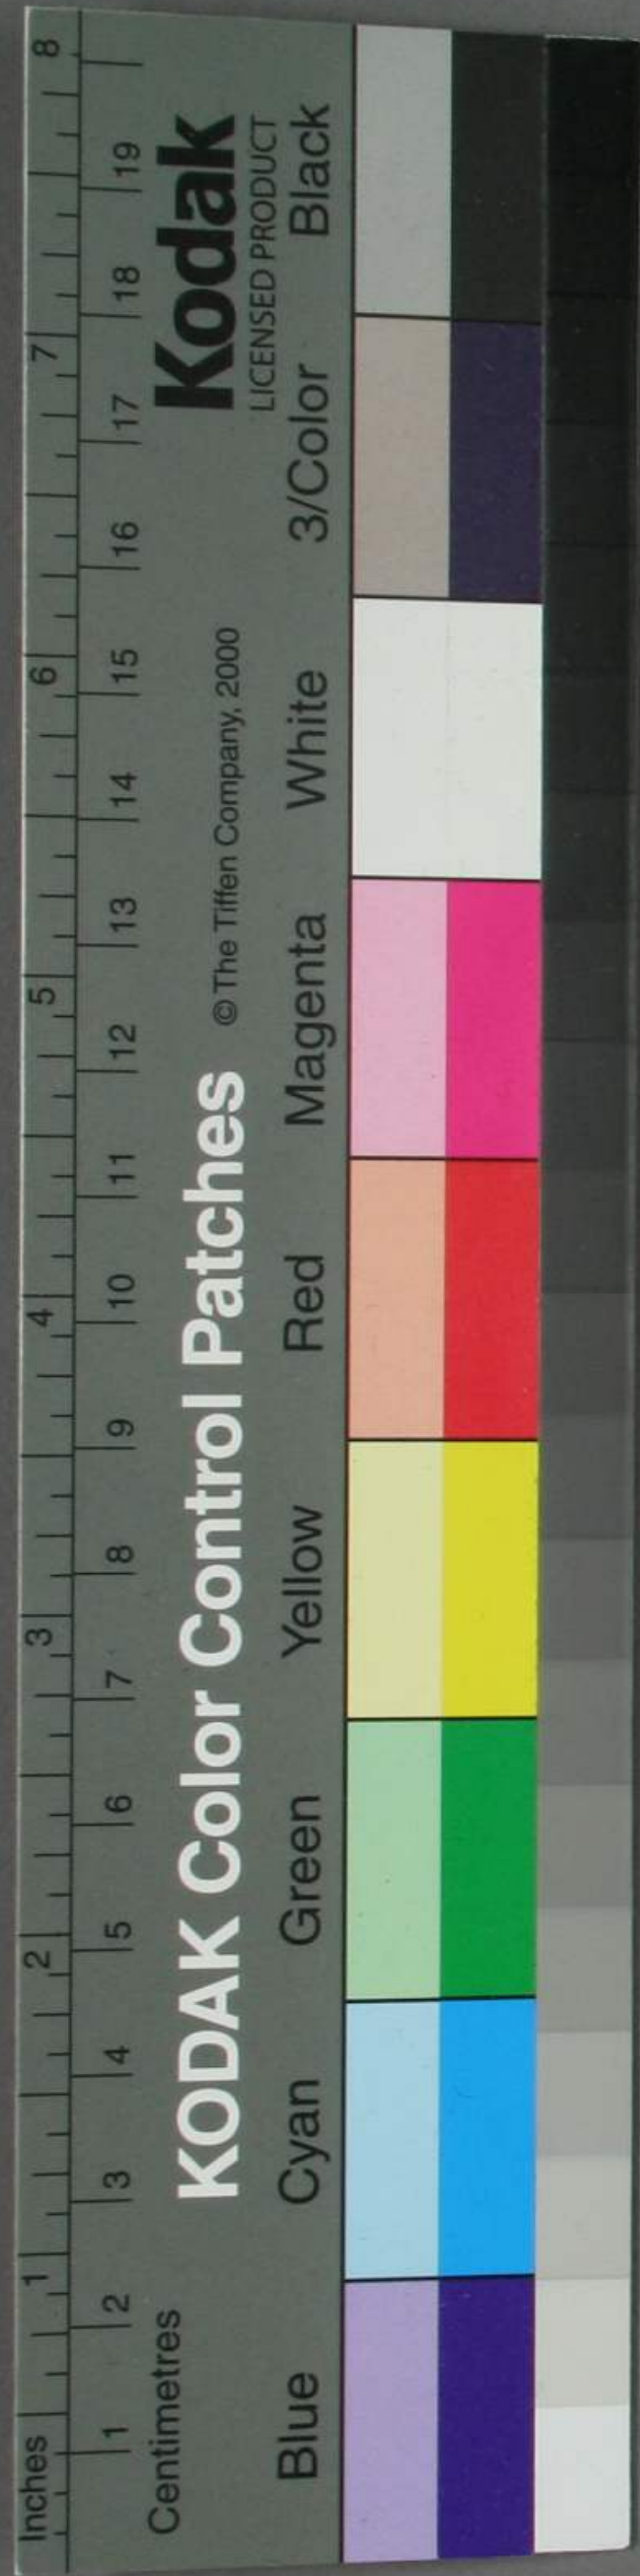 Inches 1 2 3 4 5 6 7 8
Centimetres 1 2 3 4 5 6 7 8 9 10 11 12 13 14 15 16 17 18 19
KODAK Color Control Patches © The Tiffen Company, 2000
Kodak
LICENSED PRODUCT
Blue Cyan Green Yellow Red Magenta White 3/Color Black